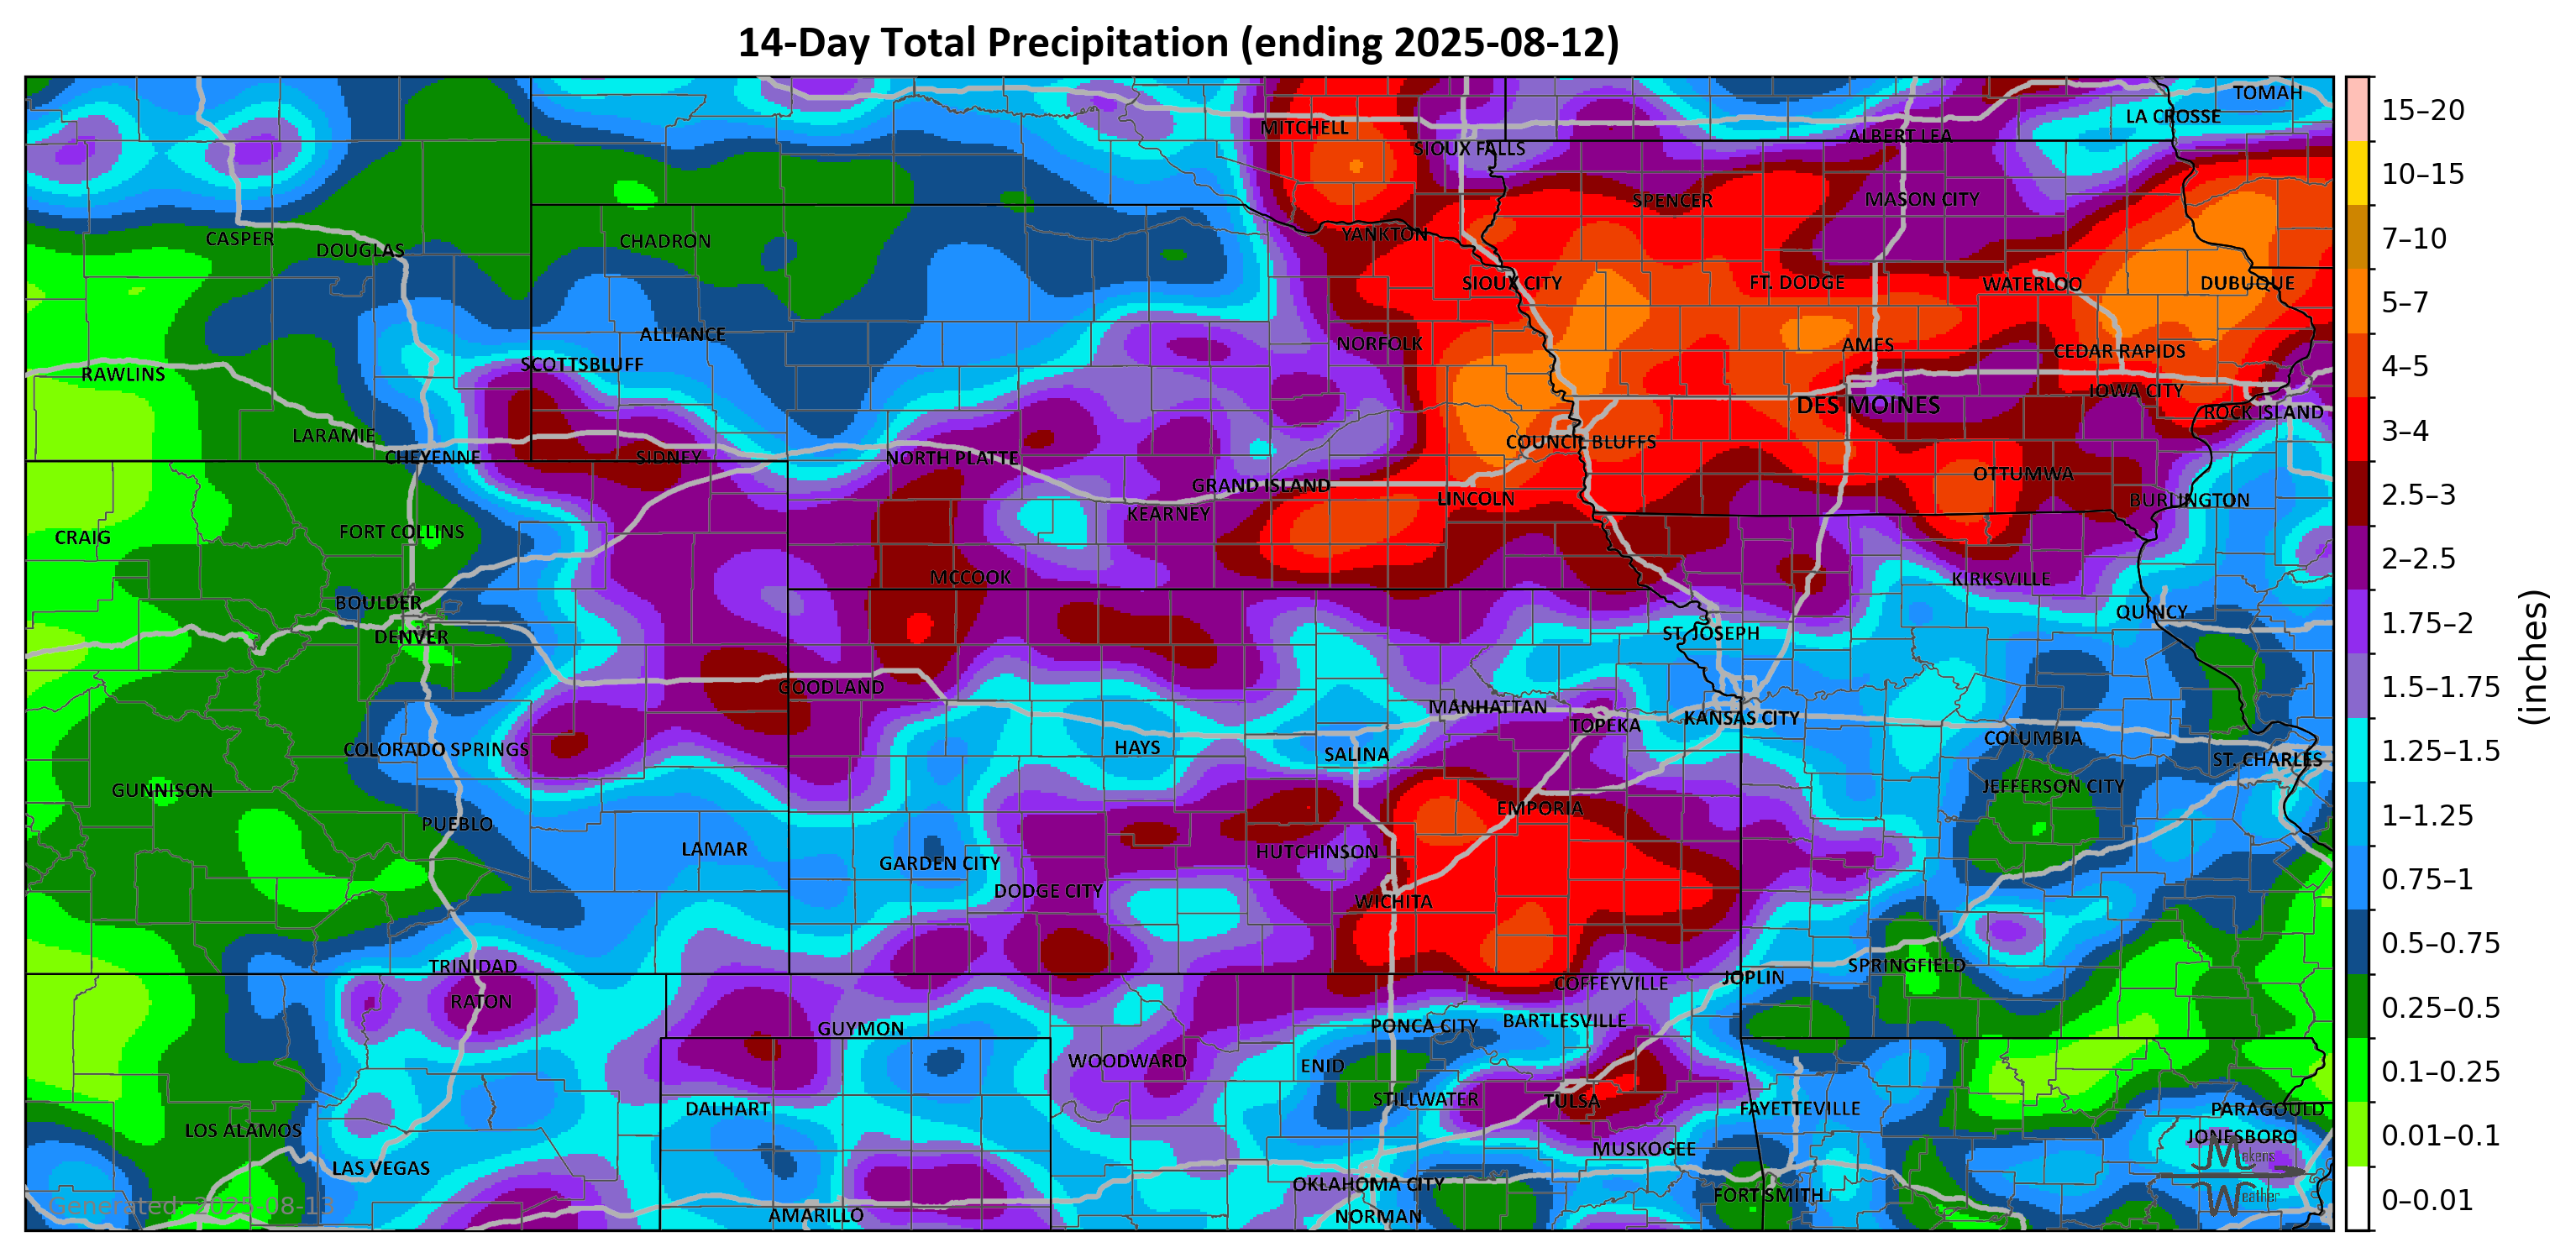 14-Day Total Precipitation (ending 2025-08-12)
TOMAH
LA CROSSE
MITCHELL
ALBERT LEA
SIOUX FALLS
SPENCER
MASON CITY
YANKTON
CASPER
CHADRON
DOUGLAS
SIOUX CITY
FT. DODGE
WATERLOO
DUBUQUE
ALLIANCE
NORFOLK
AMES
CEDAR RAPIDS
SCOTTSBLUFF
RAWLINS
IOWA CITY
DES MOINES
ROCK ISLAND
LARAMIE
COUNCIL BLUFFS
CHEYENNE
SIDNEY
NORTH PLATTE
OTTUMWA
GRAND ISLAND
LINCOLN
BURLINGTON
KEARNEY
FORT COLLINS
CRAIG
MCCOOK
KIRKSVILLE
BOULDER
QUINCY
DENVER
ST. JOSEPH
GOODLAND
MANHATTAN
KANSAS CITY
TOPEKA
COLUMBIA
COLORADO SPRINGS
HAYS
SALINA
ST. CHARLES
GUNNISON
JEFFERSON CITY
EMPORIA
PUEBLO
LAMAR
HUTCHINSON
GARDEN CITY
DODGE CITY
WICHITA
TRINIDAD
SPRINGFIELD
JOPLIN
COFFEYVILLE
RATON
GUYMON
PONCA CITY
BARTLESVILLE
WOODWARD
ENID
STILLWATER
TULSA
DALHART
FAYETTEVILLE
PARAGOULD
LOS ALAMOS
JONESBORO
MUSKOGEE
Makens
Weather
LAS VEGAS
OKLAHOMA CITY
FORT SMITH
AMARILLO
NORMAN
Generated: 2025-08-13
15–20
10–15
7–10
5–7
4–5
3–4
2.5–3
2–2.5
1.75–2
1.5–1.75
1.25–1.5
1–1.25
0.75–1
0.5–0.75
0.25–0.5
0.1–0.25
0.01–0.1
0–0.01
(inches)